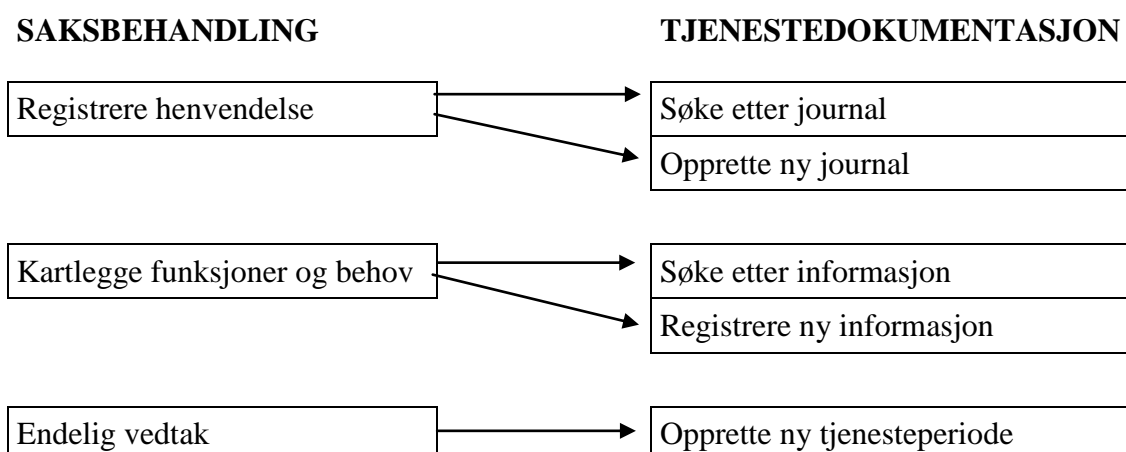 SAKSBEHANDLING
TJENESTEDOKUMENTASJON
Registrere henvendelse
Søke etter journal
Opprette ny journal
Kartlegge funksjoner og behov
Søke etter informasjon
Registrere ny informasjon
Endelig vedtak
Opprette ny tjenesteperiode